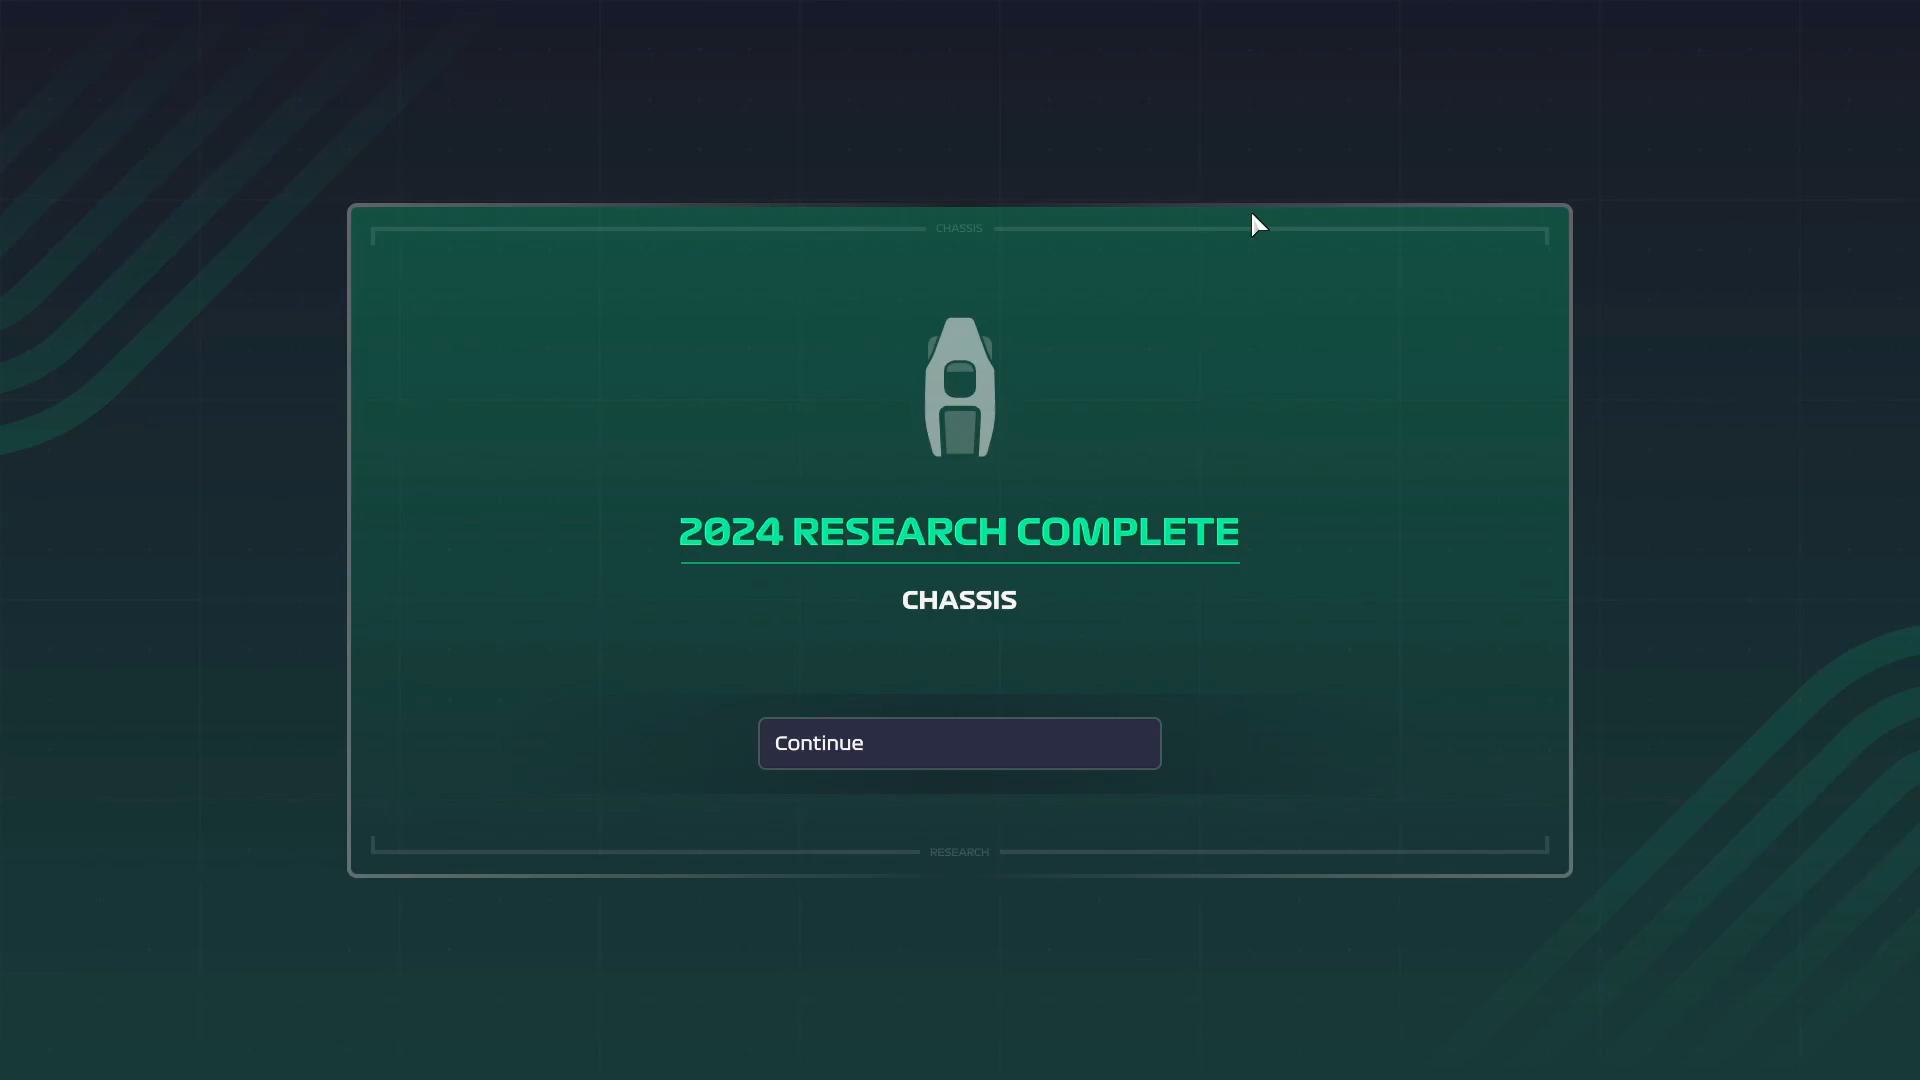 CHASSIS
2024 RESEARCH COMPLETE
CHASSIS
Continue
RESEARCH